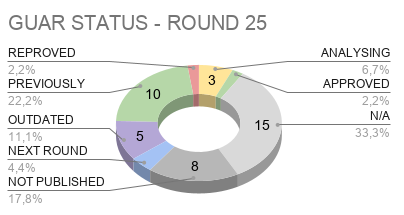 GUAR STATUS - ROUND 25
REPROVED
2,2%
PREVIOUSLY
22,2%
OUTDATED
11,1%
NEXT ROUND
4,4%
NOT PUBLISHED
17,8%
ANALYSING
6,7%
APPROVED
2,2%
N/A
33,3%
3
10
15
5
8